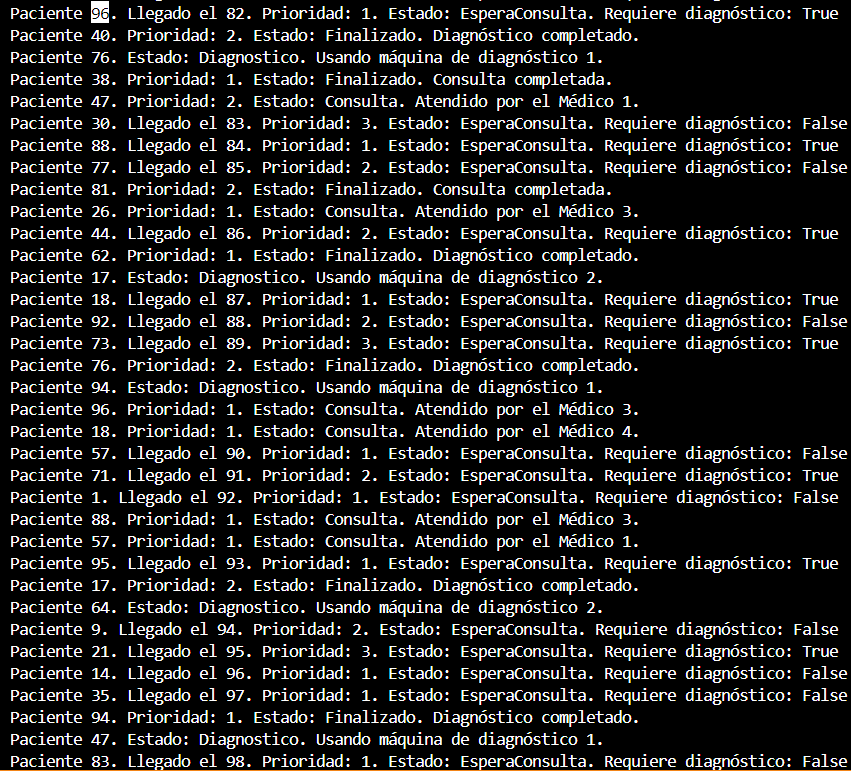 Paciente 96. Llegado el 82. Prioridad: 1. Estado: EsperaConsulta. Requiere diagnóstico: True
Paciente 40. Prioridad: 2. Estado: Finalizado. Diagnóstico completado.
Paciente 76. Estado: Diagnostico. Usando máquina de diagnóstico 1.
Paciente 38. Prioridad: 1. Estado: Finalizado. Consulta completada.
Paciente 47. Prioridad: 2. Estado: Consulta. Atendido por el Médico 1.
Paciente 30. Llegado el 83. Prioridad: 3. Estado: EsperaConsulta. Requiere diagnóstico: False
Paciente 88. Llegado el 84. Prioridad: 1. Estado: EsperaConsulta. Requiere diagnóstico: True
Paciente 77. Llegado el 85. Prioridad: 2. Estado: EsperaConsulta. Requiere diagnóstico: False
Paciente 81. Prioridad: 2. Estado: Finalizado. Consulta completada.
Paciente 26. Prioridad: 1. Estado: Consulta. Atendido por el Médico 3.
Paciente 44. Llegado el 86. Prioridad: 2. Estado: EsperaConsulta. Requiere diagnóstico: True
Paciente 62. Prioridad: 1. Estado: Finalizado. Diagnóstico completado.
Paciente 17. Estado: Diagnostico. Usando máquina de diagnóstico 2.
Paciente 18. Llegado el 87. Prioridad: 1. Estado: EsperaConsulta. Requiere diagnóstico: True
Paciente 92. Llegado el 88. Prioridad: 2. Estado: EsperaConsulta. Requiere diagnóstico: False
Paciente 73. Llegado el 89. Prioridad: 3. Estado: EsperaConsulta. Requiere diagnóstico: True
Paciente 76. Prioridad: 2. Estado: Finalizado. Diagnóstico completado.
Paciente 94. Estado: Diagnostico. Usando máquina de diagnóstico 1.
Paciente 96. Prioridad: 1. Estado: Consulta. Atendido por el Médico 3.
Paciente 18. Prioridad: 1. Estado: Consulta. Atendido por el Médico 4.
Paciente 57. Llegado el 90. Prioridad: 1. Estado: EsperaConsulta. Requiere diagnóstico: False
Paciente 71. Llegado el 91. Prioridad: 2. Estado: EsperaConsulta. Requiere diagnóstico: True
Paciente 1. Llegado el 92. Prioridad: 1. Estado: EsperaConsulta. Requiere diagnóstico: False
Paciente 88. Prioridad: 1. Estado: Consulta. Atendido por el Médico 3.
Paciente 57. Prioridad: 1. Estado: Consulta. Atendido por el Médico 1.
Paciente 95. Llegado el 93. Prioridad: 1. Estado: EsperaConsulta. Requiere diagnóstico: True
Paciente 17. Prioridad: 2. Estado: Finalizado. Diagnóstico completado.
Paciente 64. Estado: Diagnostico. Usando máquina de diagnóstico 2.
Paciente 9. Llegado el 94. Prioridad: 2. Estado: EsperaConsulta. Requiere diagnóstico: False
Paciente 21. Llegado el 95. Prioridad: 3. Estado: EsperaConsulta. Requiere diagnóstico: True
Paciente 14. Llegado el 96. Prioridad: 1. Estado: EsperaConsulta. Requiere diagnóstico: False
Paciente 35. Llegado el 97. Prioridad: 1. Estado: EsperaConsulta. Requiere diagnóstico: False
Paciente 94. Prioridad: 1. Estado: Finalizado. Diagnóstico completado.
Paciente 47. Estado: Diagnostico. Usando máquina de diagnóstico 1.
Paciente 83. Llegado el 98. Prioridad: 1. Estado: EsperaConsulta. Requiere diagnóstico: False